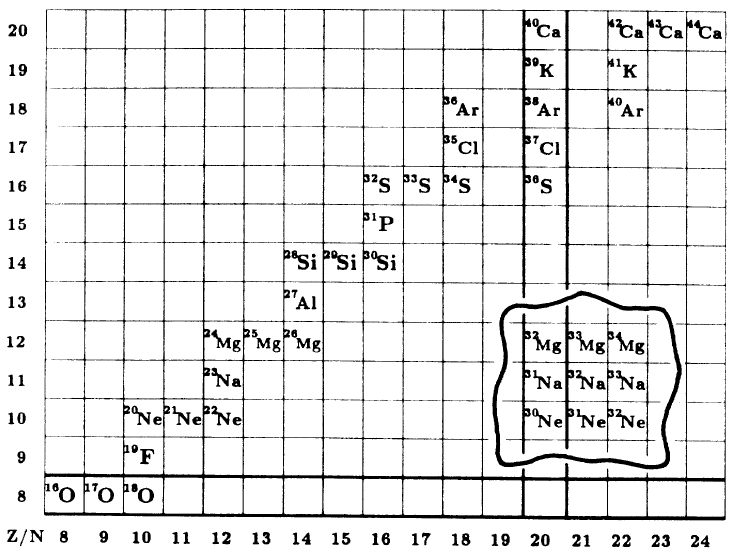 20 ⁴⁰Ca ⁴²Ca ⁴³Ca ⁴⁴Ca
19 ³⁹K ⁴¹K
18 ³⁶Ar ³⁸Ar ⁴⁰Ar
17 ³⁵Cl ³⁷Cl
16 ³²S ³³S ³⁴S ³⁶S
15 ³¹P
14 ²⁸Si ²⁹Si ³⁰Si
13 ²⁷Al
12 ²⁴Mg ²⁵Mg ²⁶Mg ³²Mg ³³Mg ³⁴Mg
11 ²³Na ³¹Na ³²Na ³³Na
10 ²⁰Ne ²¹Ne ²²Ne ³⁰Ne ³¹Ne ³²Ne
9 ¹⁹F
8 ¹⁶O ¹⁷O ¹⁸O
Z/N 8 9 10 11 12 13 14 15 16 17 18 19 20 21 22 23 24